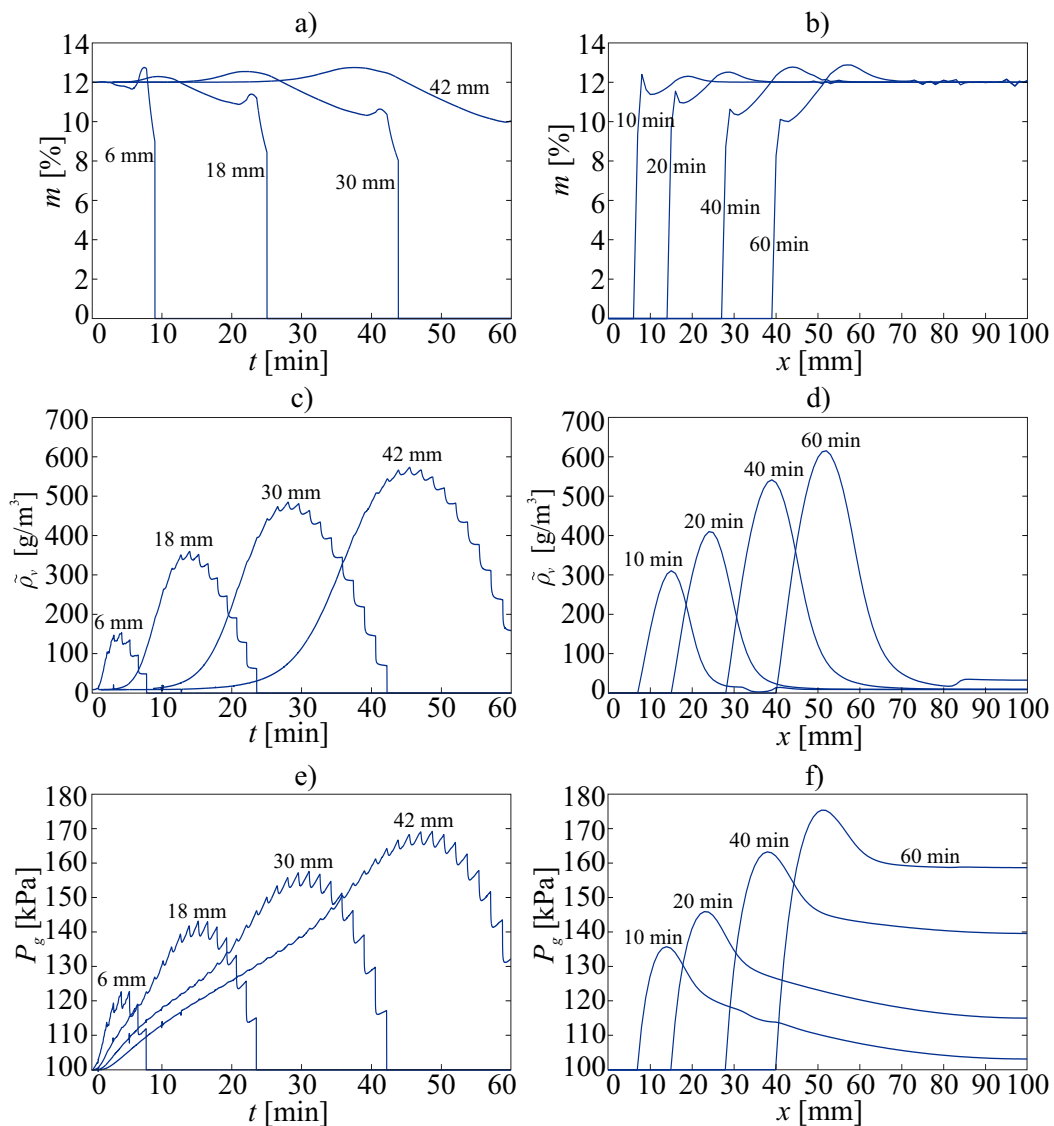 a)
14
12
10
8
6
4
2
0
m [%]
6 mm
18 mm
30 mm
42 mm
0 10 20 30 40 50 60
t [min]
b)
14
12
10
8
6
4
2
0
m [%]
10 min
20 min
40 min
60 min
0 10 20 30 40 50 60 70 80 90 100
x [mm]
c)
700
600
500
400
300
200
100
0
ρ̃ᵥ [g/m³]
6 mm
18 mm
30 mm
42 mm
0 10 20 30 40 50 60
t [min]
d)
700
600
500
400
300
200
100
0
ρ̃ᵥ [g/m³]
10 min
20 min
40 min
60 min
0 10 20 30 40 50 60 70 80 90 100
x [mm]
e)
180
170
160
150
140
130
120
110
100
P_g [kPa]
6 mm
18 mm
30 mm
42 mm
0 10 20 30 40 50 60
t [min]
f)
180
170
160
150
140
130
120
110
100
P_g [kPa]
10 min
20 min
40 min
60 min
0 10 20 30 40 50 60 70 80 90 100
x [mm]